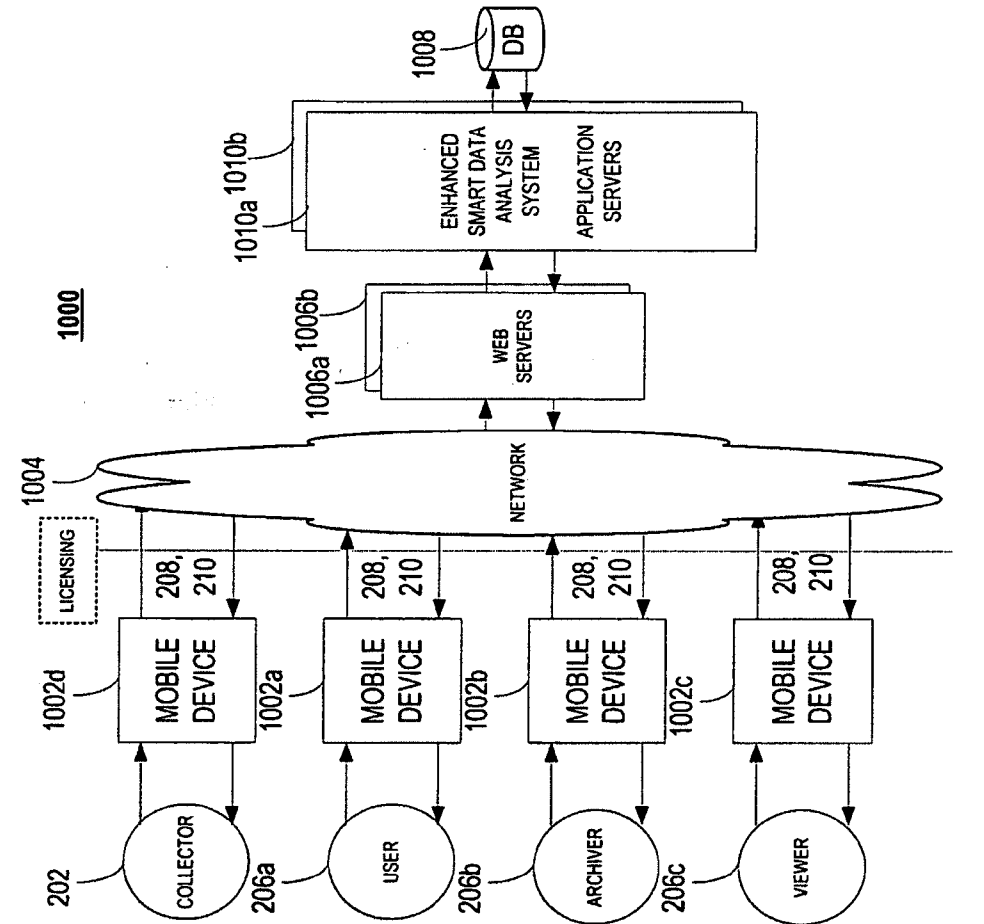 1000
LICENSING
202
COLLECTOR
1002d
MOBILE
DEVICE
208,
210
1004
NETWORK
206a
USER
1002a
MOBILE
DEVICE
208,
210
206b
ARCHIVER
1002b
MOBILE
DEVICE
208,
210
206c
VIEWER
1002c
MOBILE
DEVICE
208,
210
1006a
1006b
WEB
SERVERS
1010a
1010b
ENHANCED
SMART DATA
ANALYSIS
SYSTEM
APPLICATION
SERVERS
1008
DB